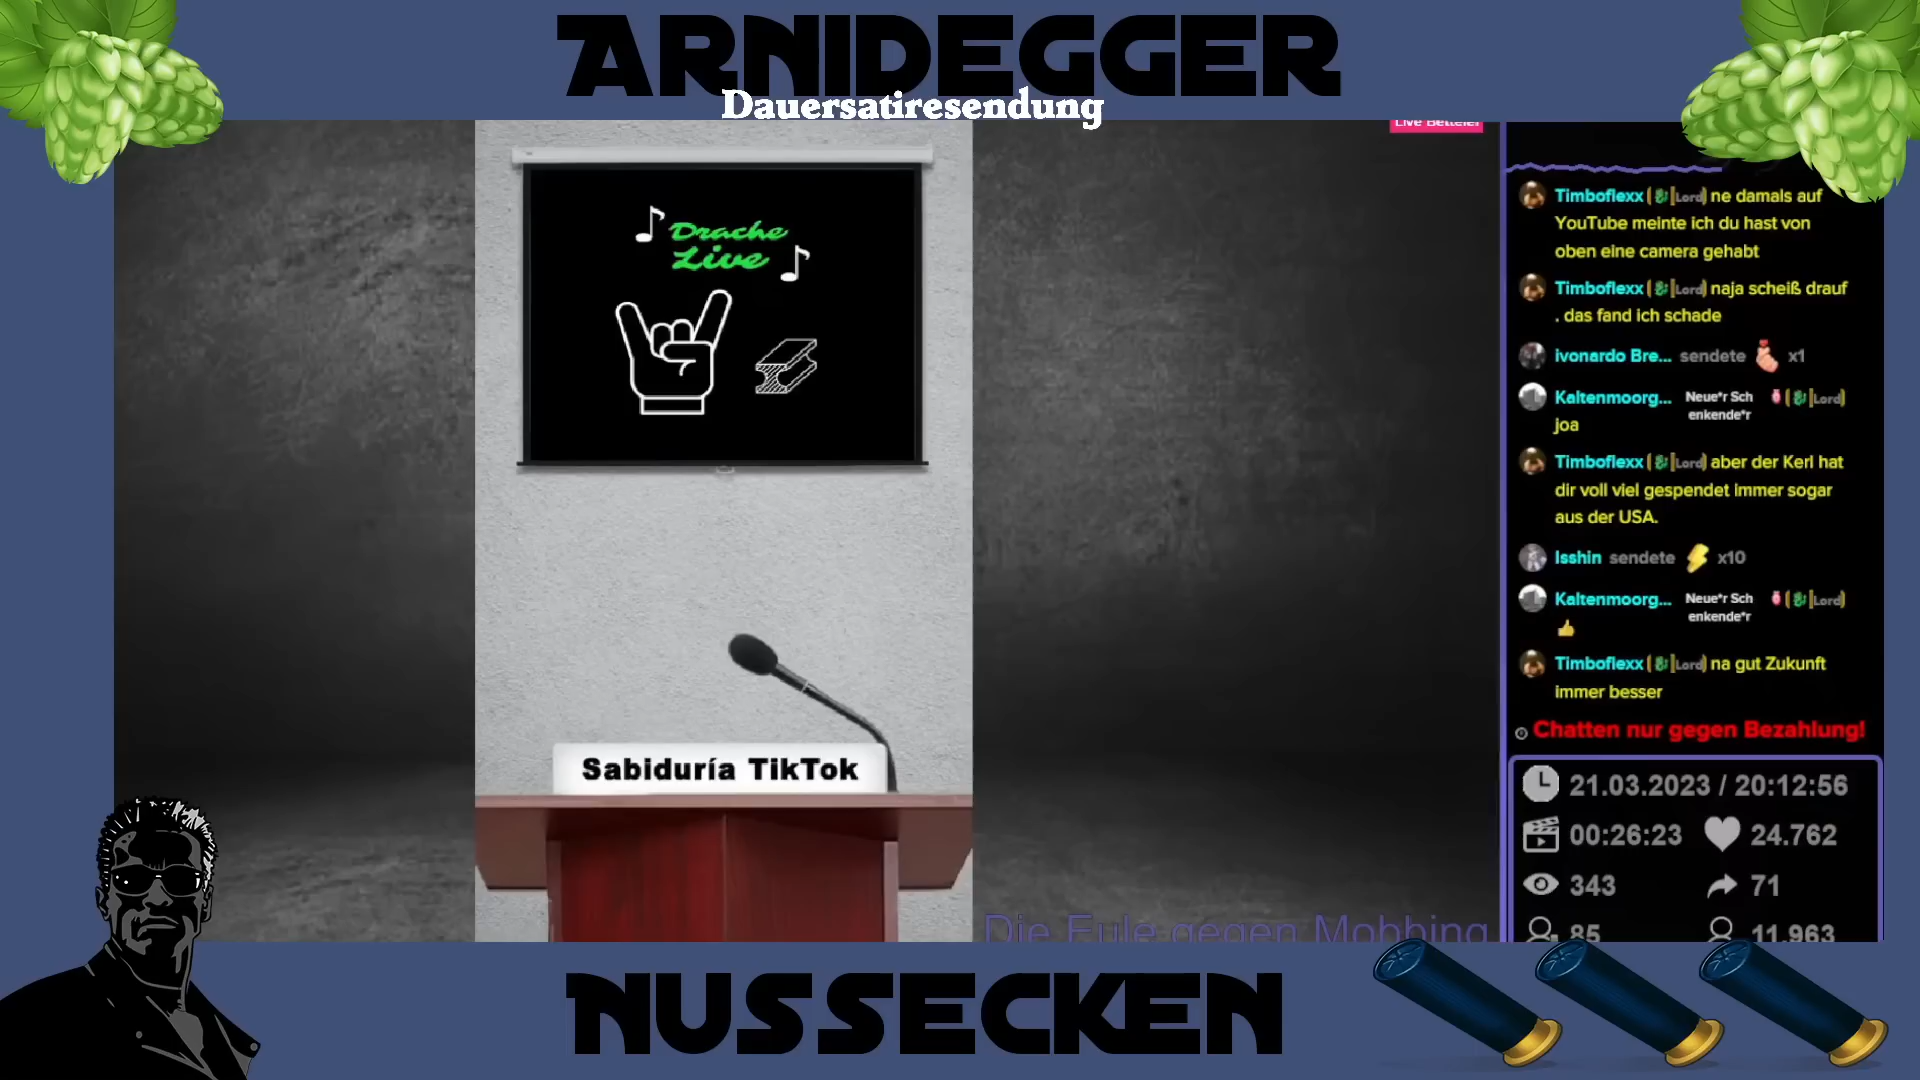 ARNIDEGGER
Dauersatiresendung
Live Betteler
Drache
Live
Sabiduría TikTok
Die Eule gegen Mobbing
Timboflexx Lord ne damals auf
YouTube meinte ich du hast von
oben eine camera gehabt
Timboflexx Lord naja scheiß drauf
. das fand ich schade
ivonardo Bre... sendete x1
Kaltenmoorg... Neue*r Sch
enkende*r Lord
joa
Timboflexx Lord aber der Kerl hat
dir voll viel gespendet immer sogar
aus der USA.
Isshin sendete x10
Kaltenmoorg... Neue*r Sch
enkende*r Lord
Timboflexx Lord na gut Zukunft
immer besser
Chatten nur gegen Bezahlung!
21.03.2023 / 20:12:56
00:26:23 24.762
343 71
85 11.963
NUSSECKEN